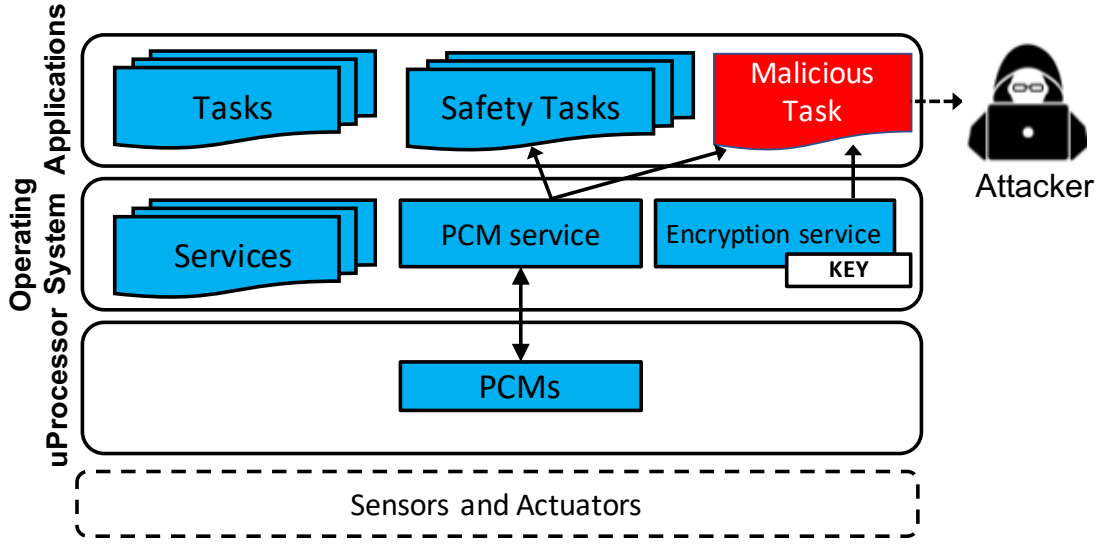 Applications
Tasks
Safety Tasks
Malicious
Task
Attacker
Operating
System
Services
PCM service
Encryption service
KEY
uProcessor
PCMs
Sensors and Actuators